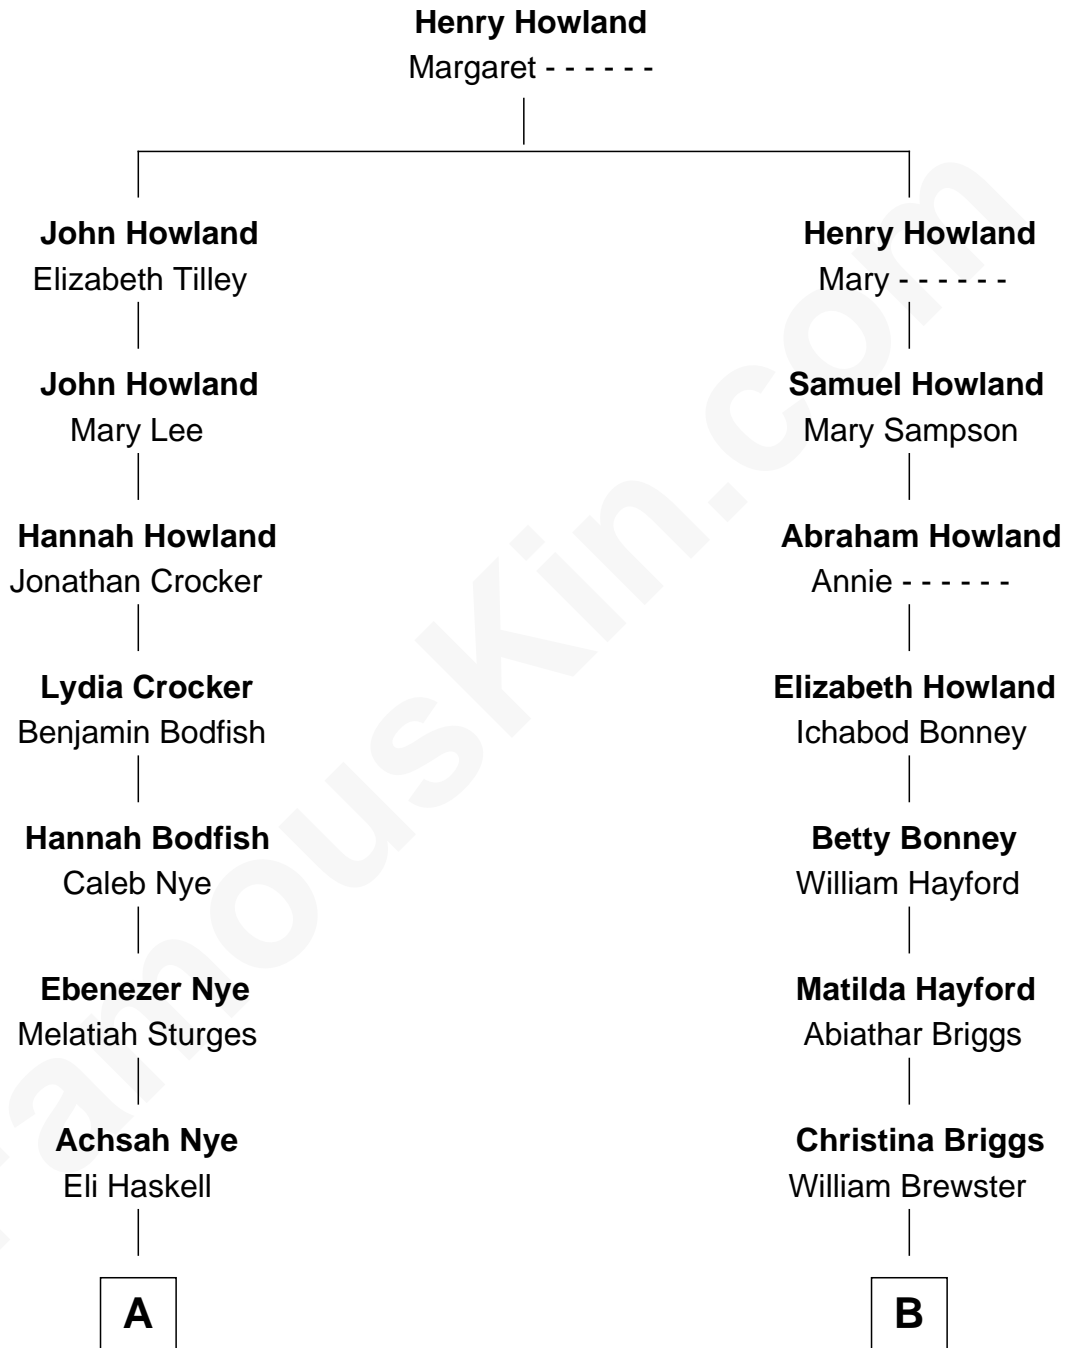 Henry Howland
Margaret - - - - - -
John Howland
Elizabeth Tilley
Henry Howland
Mary - - - - - -
John Howland
Mary Lee
Samuel Howland
Mary Sampson
Hannah Howland
Jonathan Crocker
Abraham Howland
Annie - - - - - -
Lydia Crocker
Benjamin Bodfish
Elizabeth Howland
Ichabod Bonney
Hannah Bodfish
Caleb Nye
Betty Bonney
William Hayford
Ebenezer Nye
Melatiah Sturges
Matilda Hayford
Abiathar Briggs
Achsah Nye
Eli Haskell
Christina Briggs
William Brewster
A
B
FamousKin.com